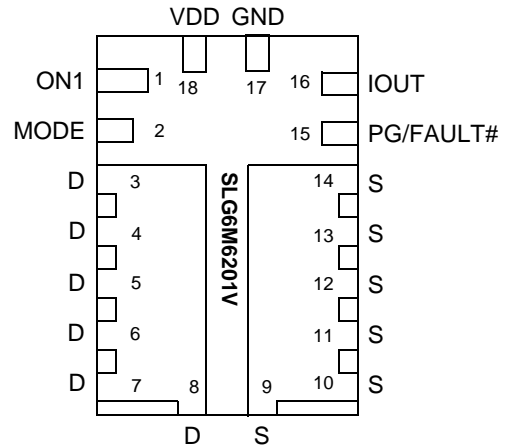 VDD GND
ON1 1 18 17 16 IOUT
MODE 2 15 PG/FAULT#
D 3 14 S
D 4 13 S
D 5 12 S
D 6 11 S
D 7 8 9 10 S
D S
SLG6M6201V